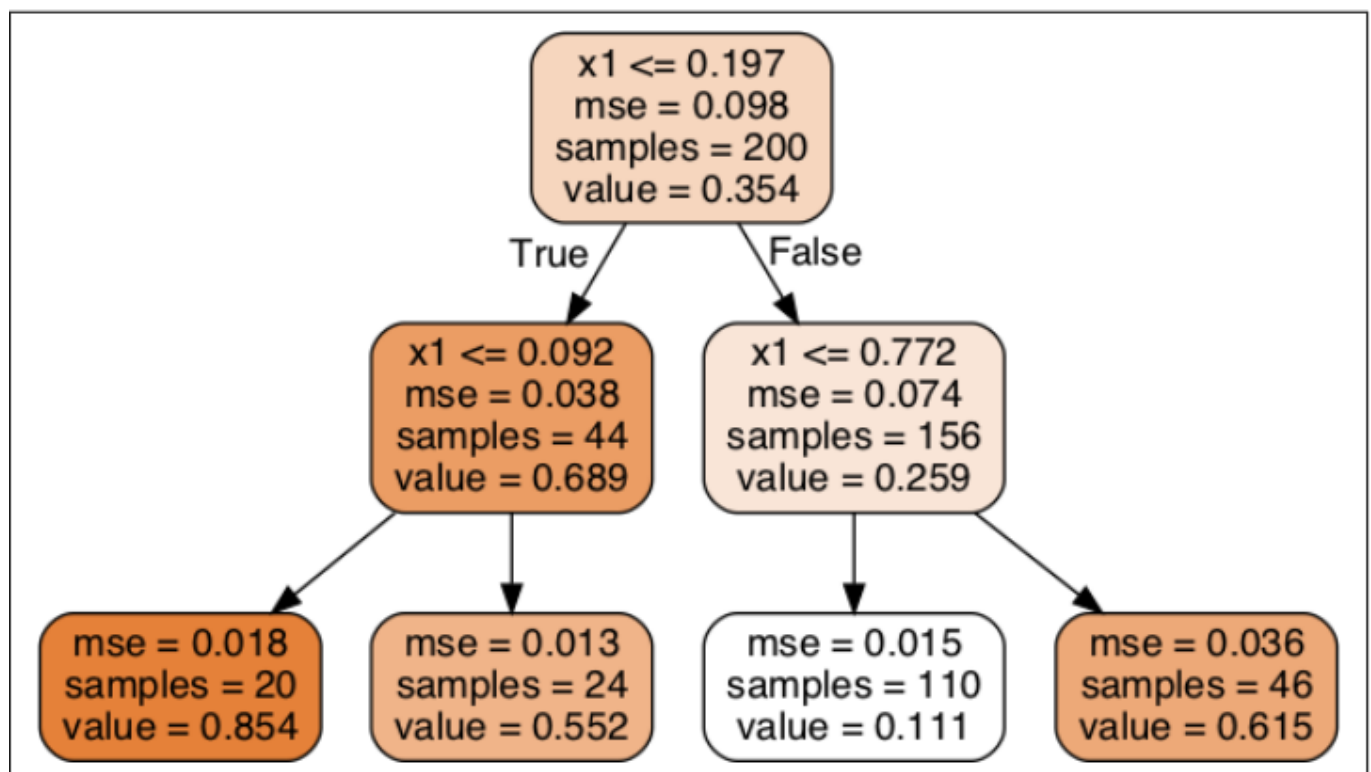 x1 <= 0.197
mse = 0.098
samples = 200
value = 0.354
True
False
x1 <= 0.092
mse = 0.038
samples = 44
value = 0.689
x1 <= 0.772
mse = 0.074
samples = 156
value = 0.259
mse = 0.018
samples = 20
value = 0.854
mse = 0.013
samples = 24
value = 0.552
mse = 0.015
samples = 110
value = 0.111
mse = 0.036
samples = 46
value = 0.615